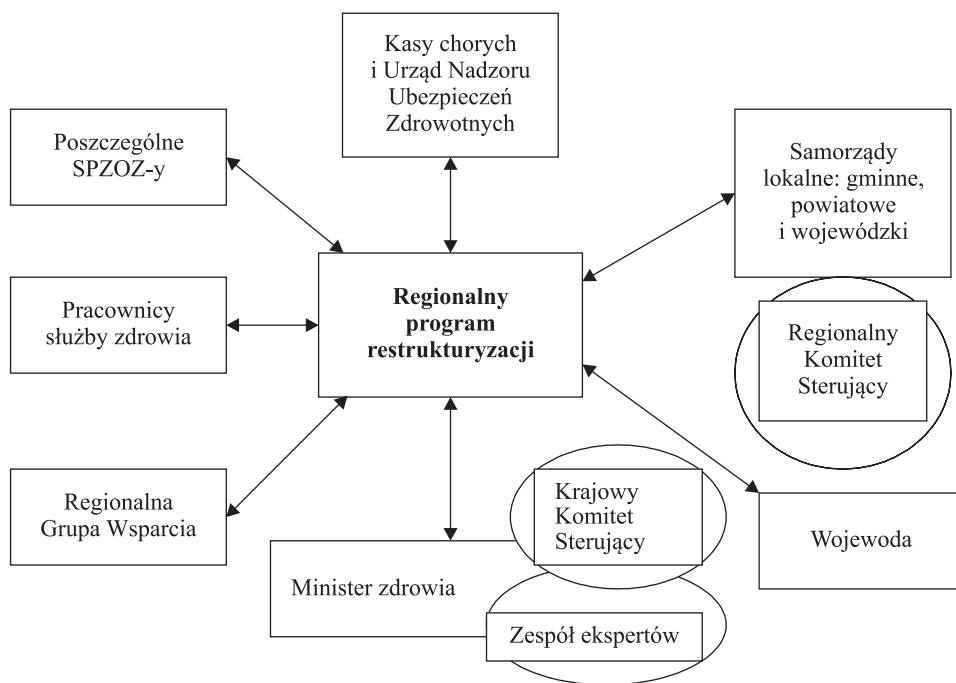 Kasy chorych
i Urząd Nadzoru
Ubezpieczeń
Zdrowotnych
Poszczególne
SPZOZ-y
Samorządy
lokalne: gminne,
powiatowe
i wojewódzki
Pracownicy
służby zdrowia
Regionalny
program
restrukturyzacji
Regionalny
Komitet
Sterujący
Regionalna
Grupa Wsparcia
Krajowy
Komitet
Sterujący
Wojewoda
Minister zdrowia
Zespół ekspertów